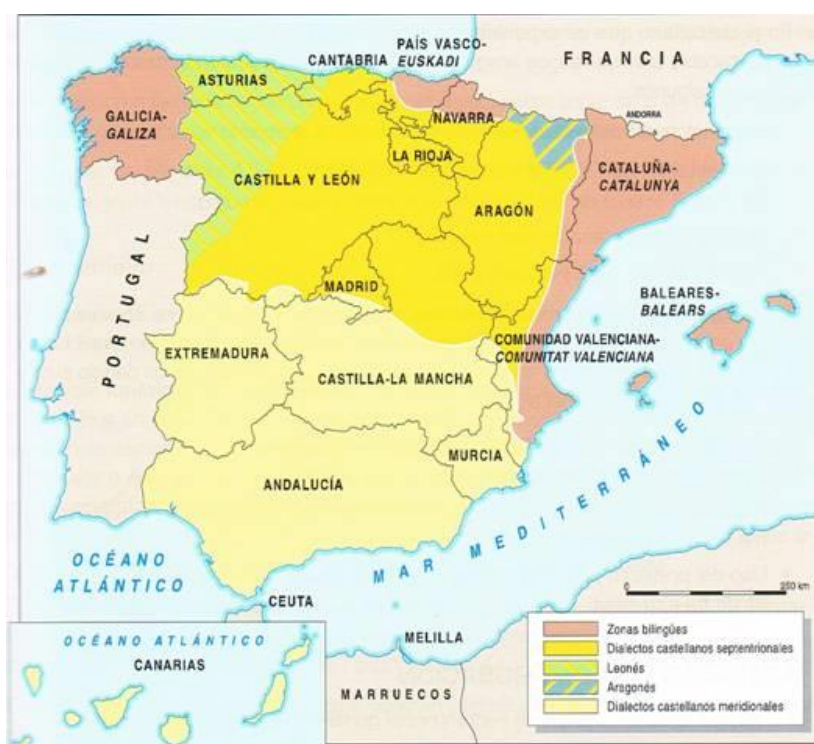 PAÍS VASCO-
EUSKADI
FRANCIA
CANTABRIA
ASTURIAS
GALICIA-
GALIZA
NAVARRA
ANDORRA
LA RIOJA
CATALUÑA-
CATALUNYA
CASTILLA Y LEÓN
ARAGÓN
PORTUGAL
MADRID
BALEARES-
BALEARS
COMUNIDAD VALENCIANA-
COMUNITAT VALENCIANA
EXTREMADURA
CASTILLA-LA MANCHA
MURCIA
ANDALUCÍA
MAR MEDITERRÁNEO
OCÉANO
ATLÁNTICO
CEUTA
MELILLA
MARRUECOS
0
250 km
OCÉANO ATLÁNTICO
CANARIAS
Zonas bilingües
Dialectos castellanos septentrionales
Leonés
Aragonés
Dialectos castellanos meridionales